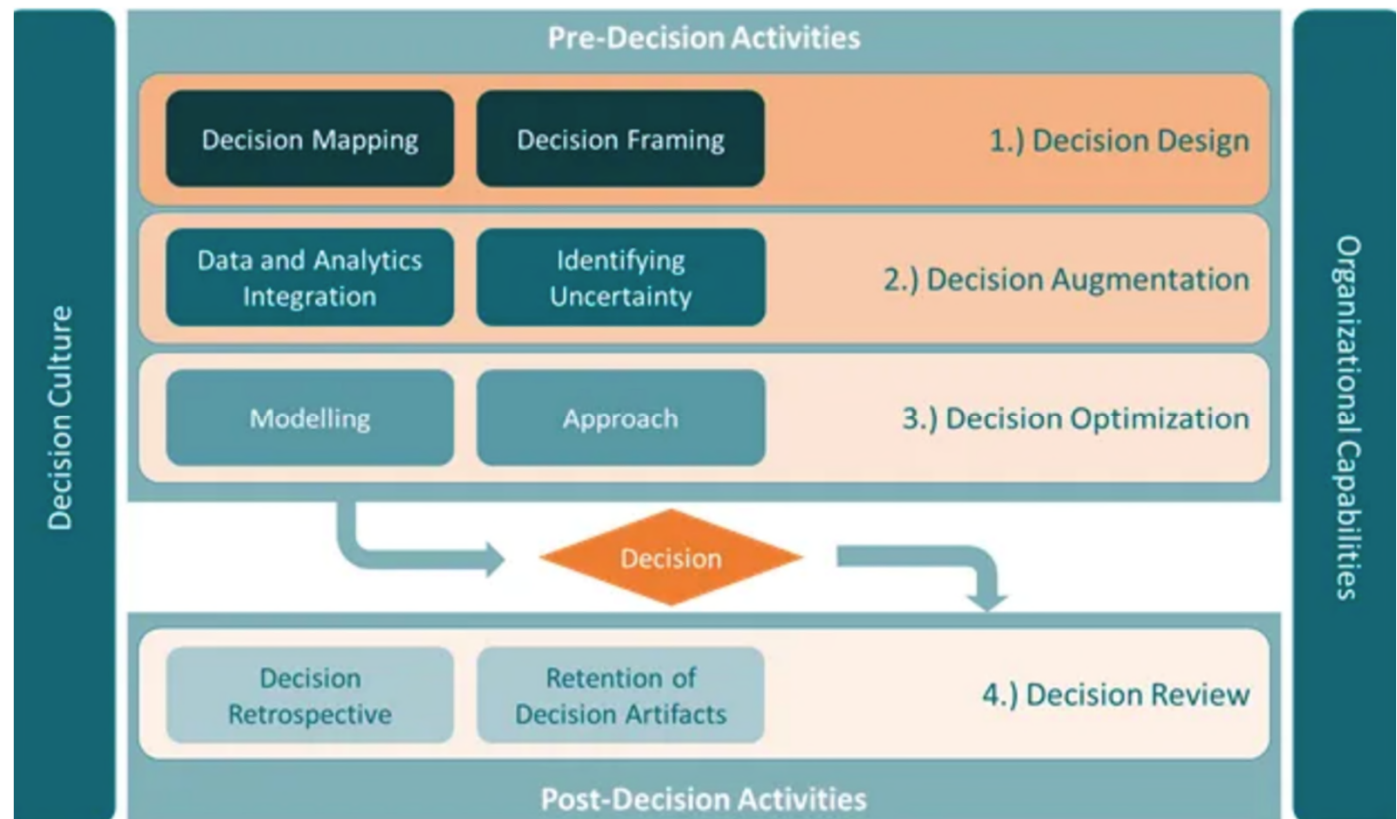 Pre-Decision Activities
Decision Culture
Decision Mapping
Decision Framing
1.) Decision Design
Data and Analytics
Integration
Identifying
Uncertainty
2.) Decision Augmentation
Modelling
Approach
3.) Decision Optimization
Organizational Capabilities
Decision
Decision
Retrospective
Retention of
Decision Artifacts
4.) Decision Review
Post-Decision Activities